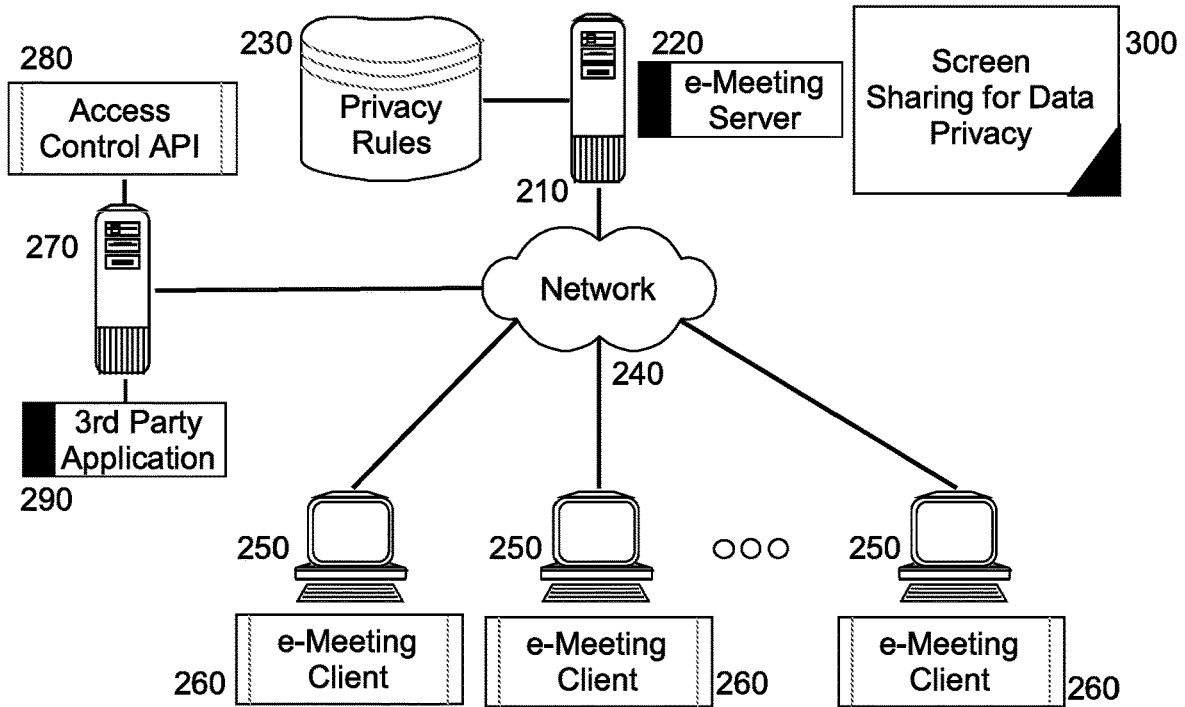 280
Access
Control API
230
Privacy
Rules
220
e-Meeting
Server
300
Screen
Sharing for Data
Privacy
210
270
Network
240
3rd Party
Application
290
250
250
250
e-Meeting
Client
260
e-Meeting
Client
260
e-Meeting
Client
260